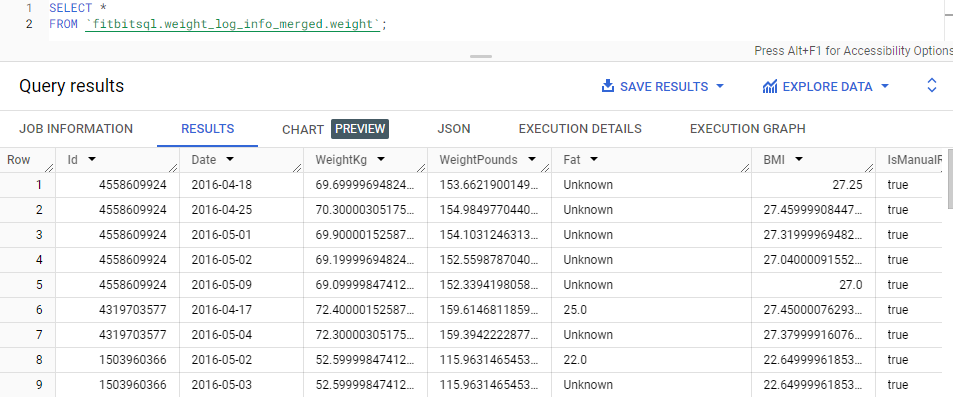 1 SELECT *
2 FROM `fitbitsql.weight_log_info_merged.weight`;
Press Alt+F1 for Accessibility Options
Query results SAVE RESULTS EXPLORE DATA
JOB INFORMATION RESULTS CHART PREVIEW JSON EXECUTION DETAILS EXECUTION GRAPH
Row Id Date WeightKg WeightPounds Fat BMI IsManualR
1 4558609924 2016-04-18 69.69999694824... 153.6621900149... Unknown 27.25 true
2 4558609924 2016-04-25 70.30000305175... 154.9849770440... Unknown 27.45999908447... true
3 4558609924 2016-05-01 69.90000152587... 154.1031246313... Unknown 27.31999969482... true
4 4558609924 2016-05-02 69.19999694824... 152.5598787040... Unknown 27.04000091552... true
5 4558609924 2016-05-09 69.09999847412... 152.3394198058... Unknown 27.0 true
6 4319703577 2016-04-17 72.40000152587... 159.6146811859... 25.0 27.45000076293... true
7 4319703577 2016-05-04 72.30000305175... 159.3942222877... Unknown 27.37999916076... true
8 1503960366 2016-05-02 52.59999847412... 115.9631465453... 22.0 22.64999961853... true
9 1503960366 2016-05-03 52.59999847412... 115.9631465453... Unknown 22.64999961853... true